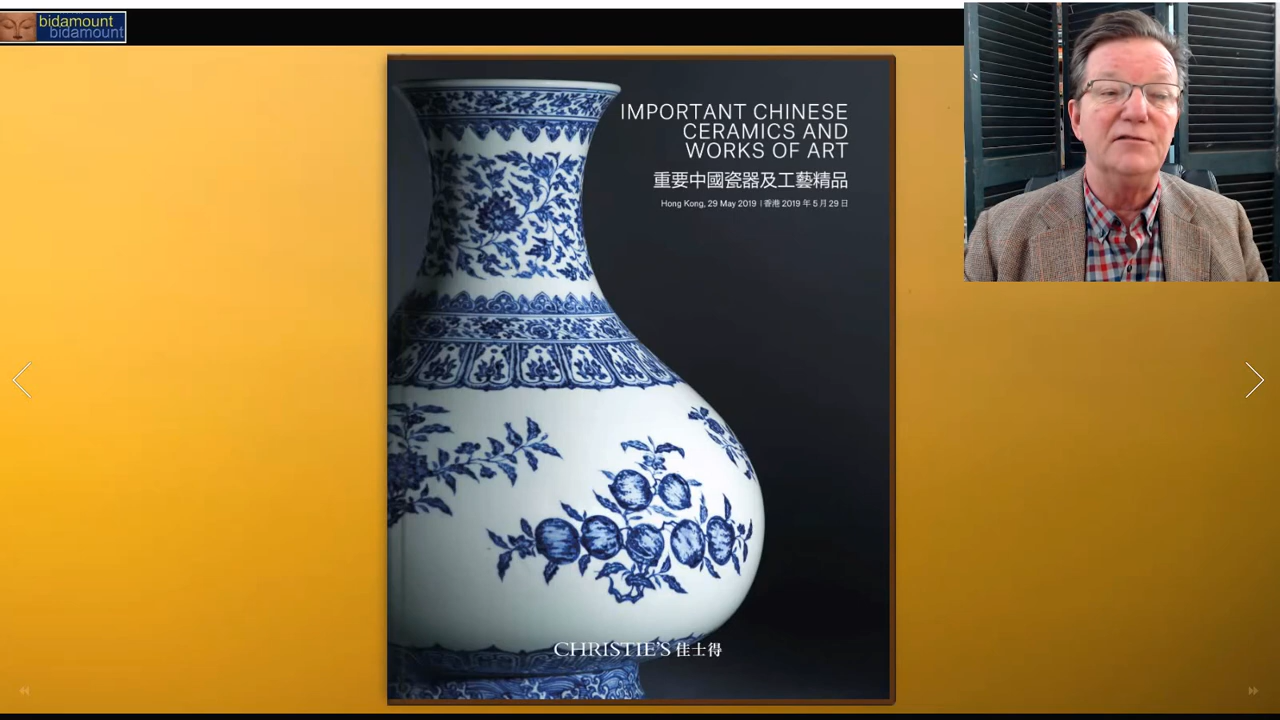 bidamount
bidamount
IMPORTANT CHINESE
CERAMICS AND
WORKS OF ART
重要中國瓷器及工藝精品
Hong Kong, 29 May 2019 | 香港 2019 年 5 月 29 日
CHRISTIE'S 佳士得